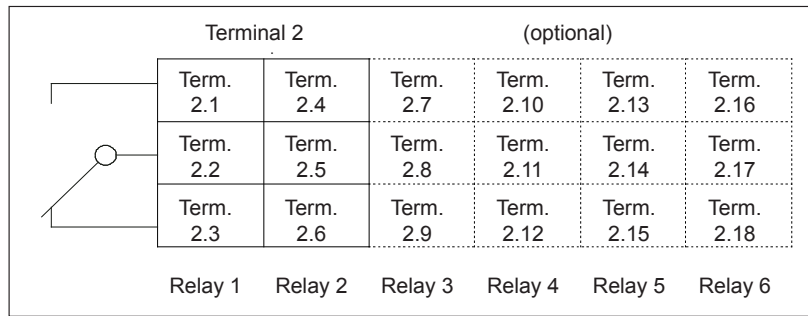 Terminal 2 (optional)
Term. Term. Term. Term. Term. Term.
2.1 2.4 2.7 2.10 2.13 2.16
Term. Term. Term. Term. Term. Term.
2.2 2.5 2.8 2.11 2.14 2.17
Term. Term. Term. Term. Term. Term.
2.3 2.6 2.9 2.12 2.15 2.18
Relay 1 Relay 2 Relay 3 Relay 4 Relay 5 Relay 6